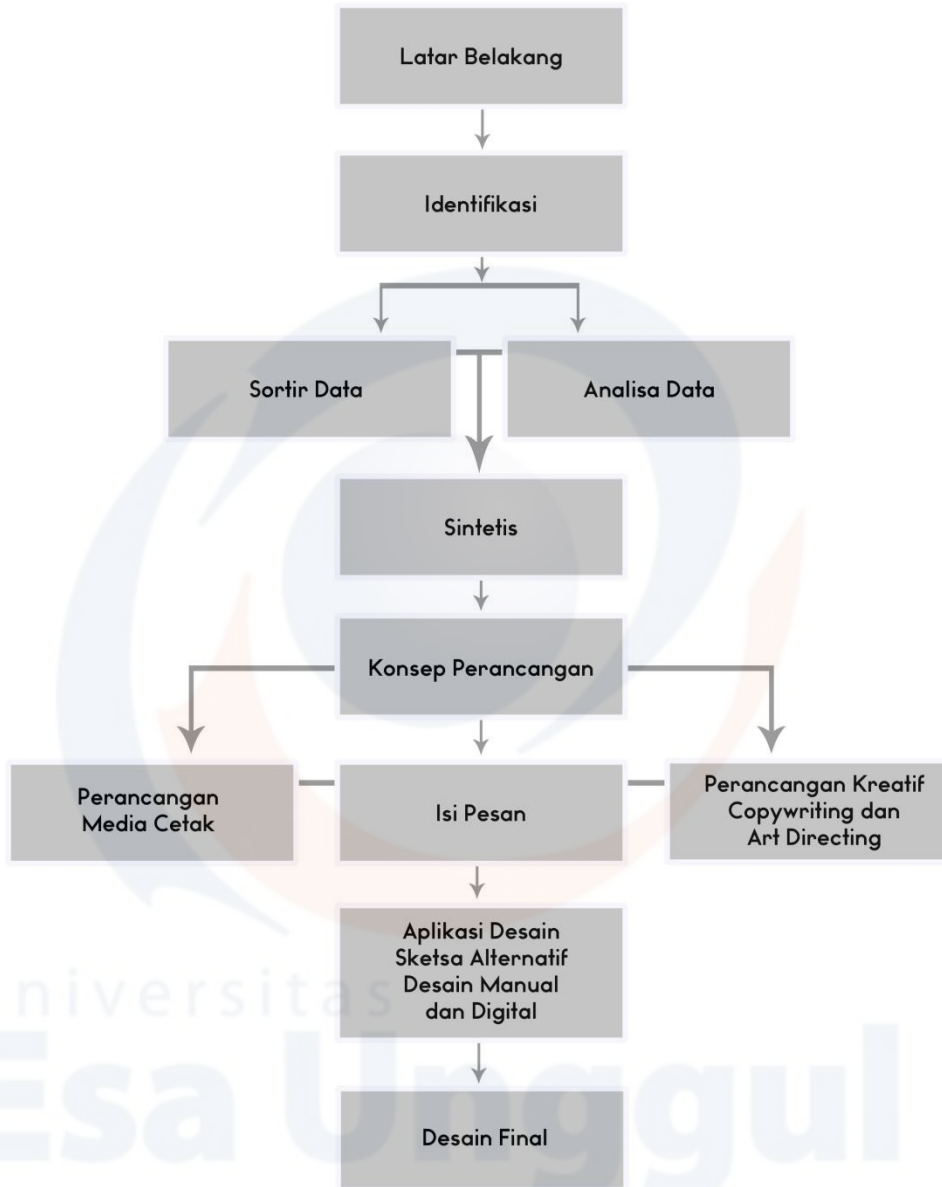 Latar Belakang
Identifikasi
Sortir Data
Analisa Data
Sintetis
Konsep Perancangan
Perancangan
Media Cetak
Isi Pesan
Perancangan Kreatif
Copywriting dan
Art Directing
Aplikasi Desain
Sketsa Alternatif
Desain Manual
dan Digital
niversitas
Esa Unggul
Desain Final